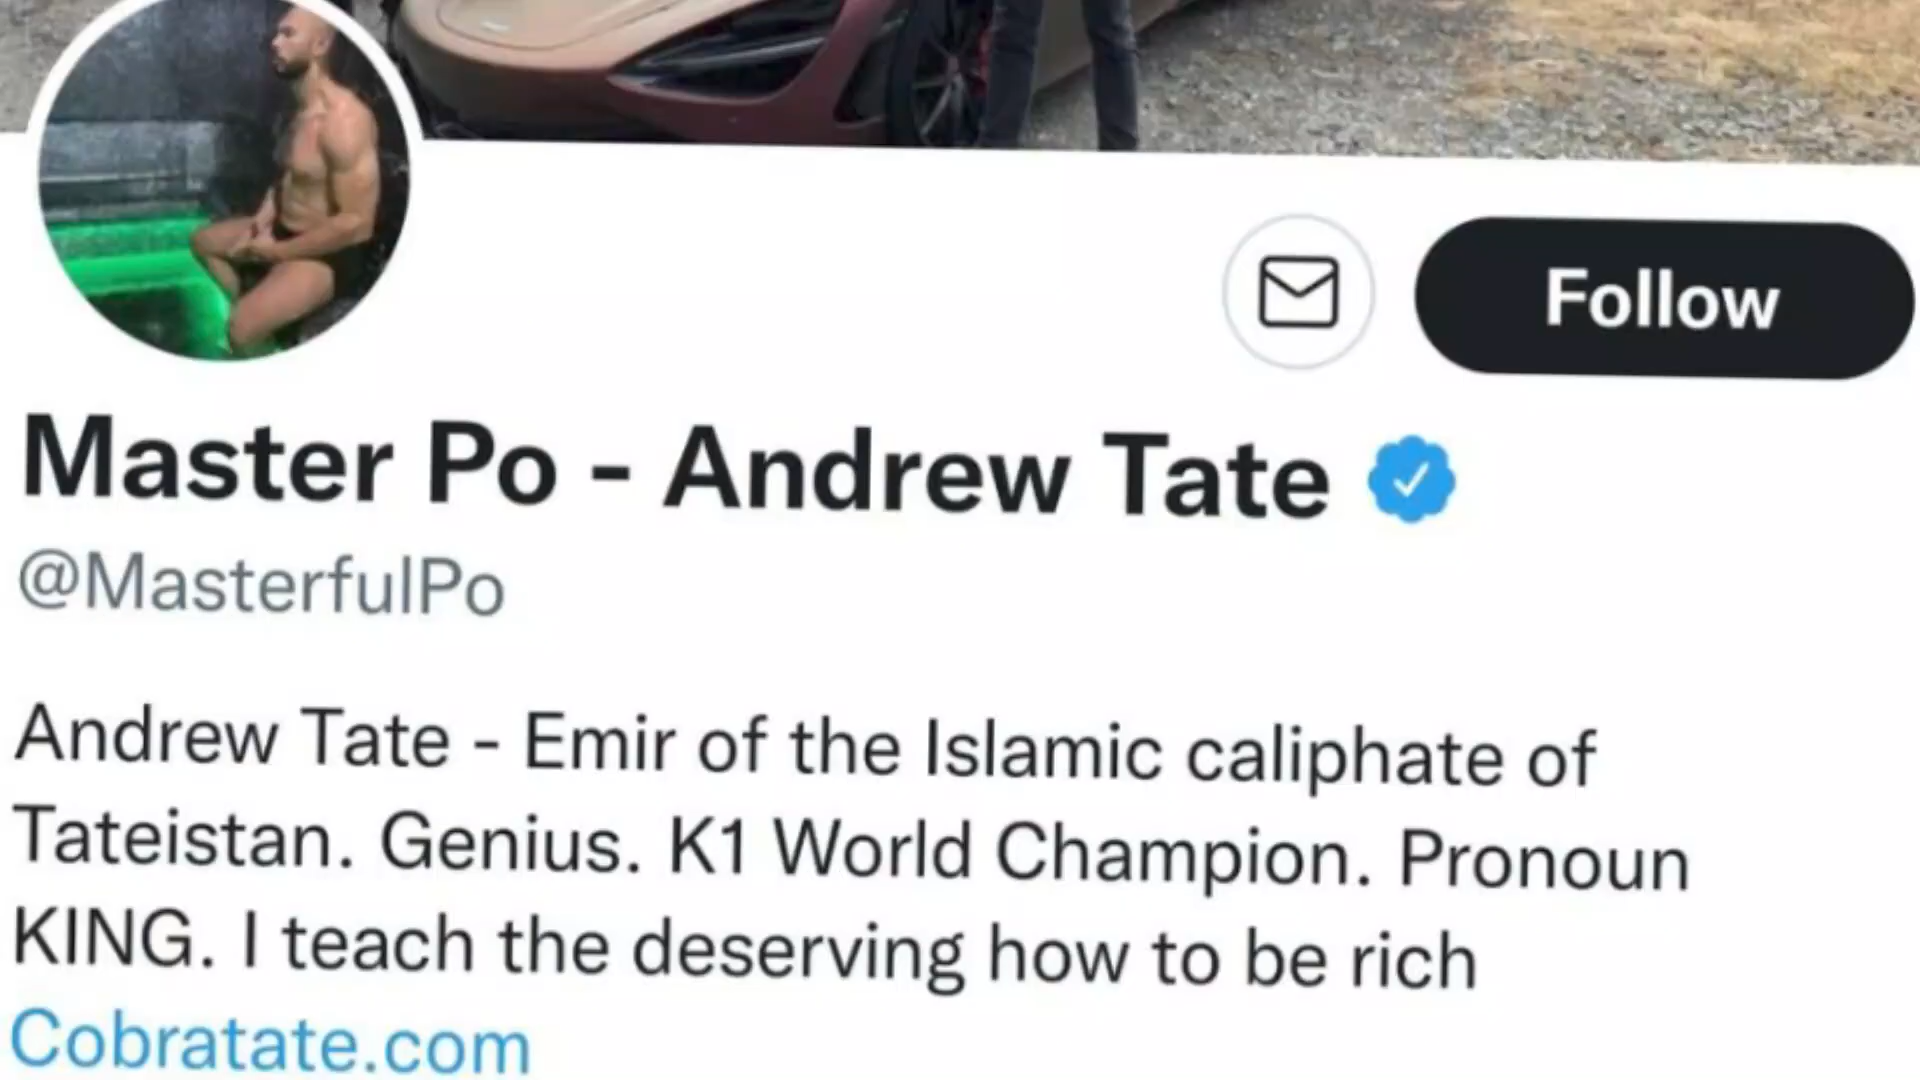 Follow
Master Po - Andrew Tate
@MasterfulPo
Andrew Tate - Emir of the Islamic caliphate of
Tateistan. Genius. K1 World Champion. Pronoun
KING. I teach the deserving how to be rich
Cobratate.com